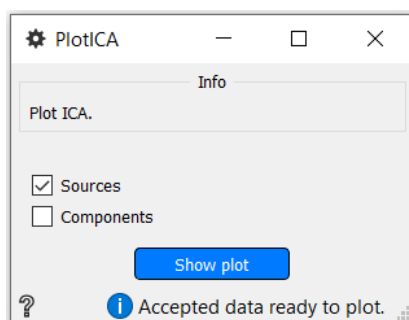 PlotICA
Info
Plot ICA.
Sources
Components
Show plot
Accepted data ready to plot.